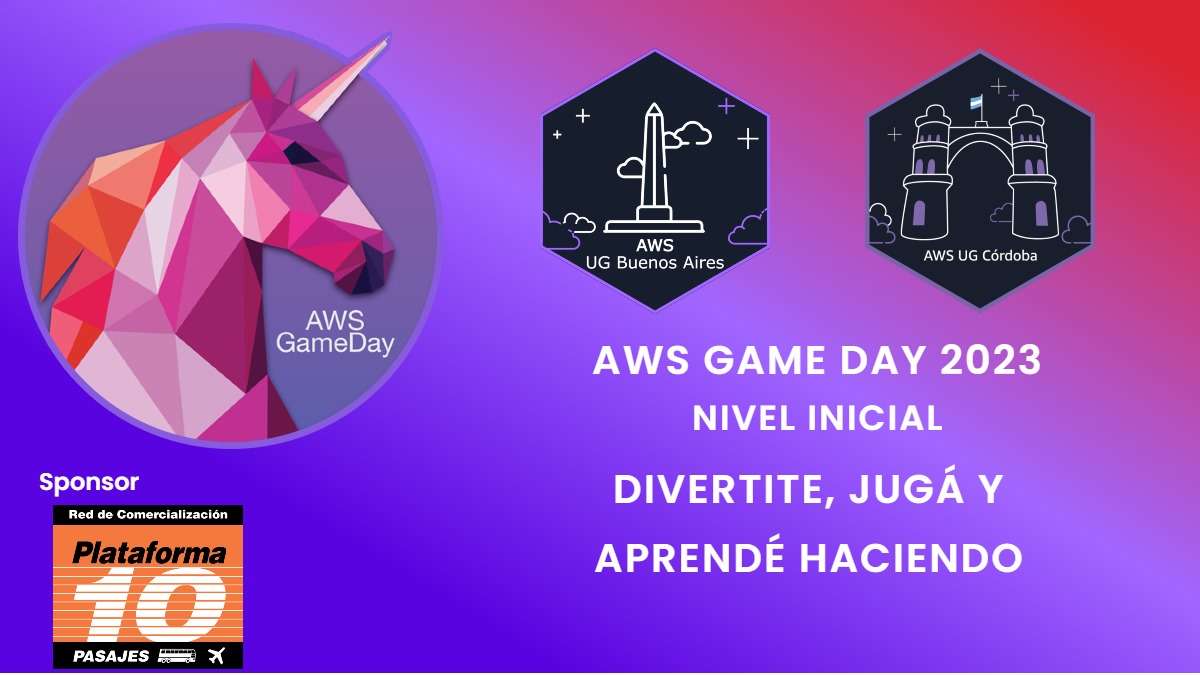 AWS
GameDay
AWS
UG Buenos Aires
AWS UG Córdoba
AWS GAME DAY 2023
NIVEL INICIAL
DIVERTITE, JUGÁ Y
APRENDÉ HACIENDO
Sponsor
Red de Comercialización
Plataforma
10
PASAJES